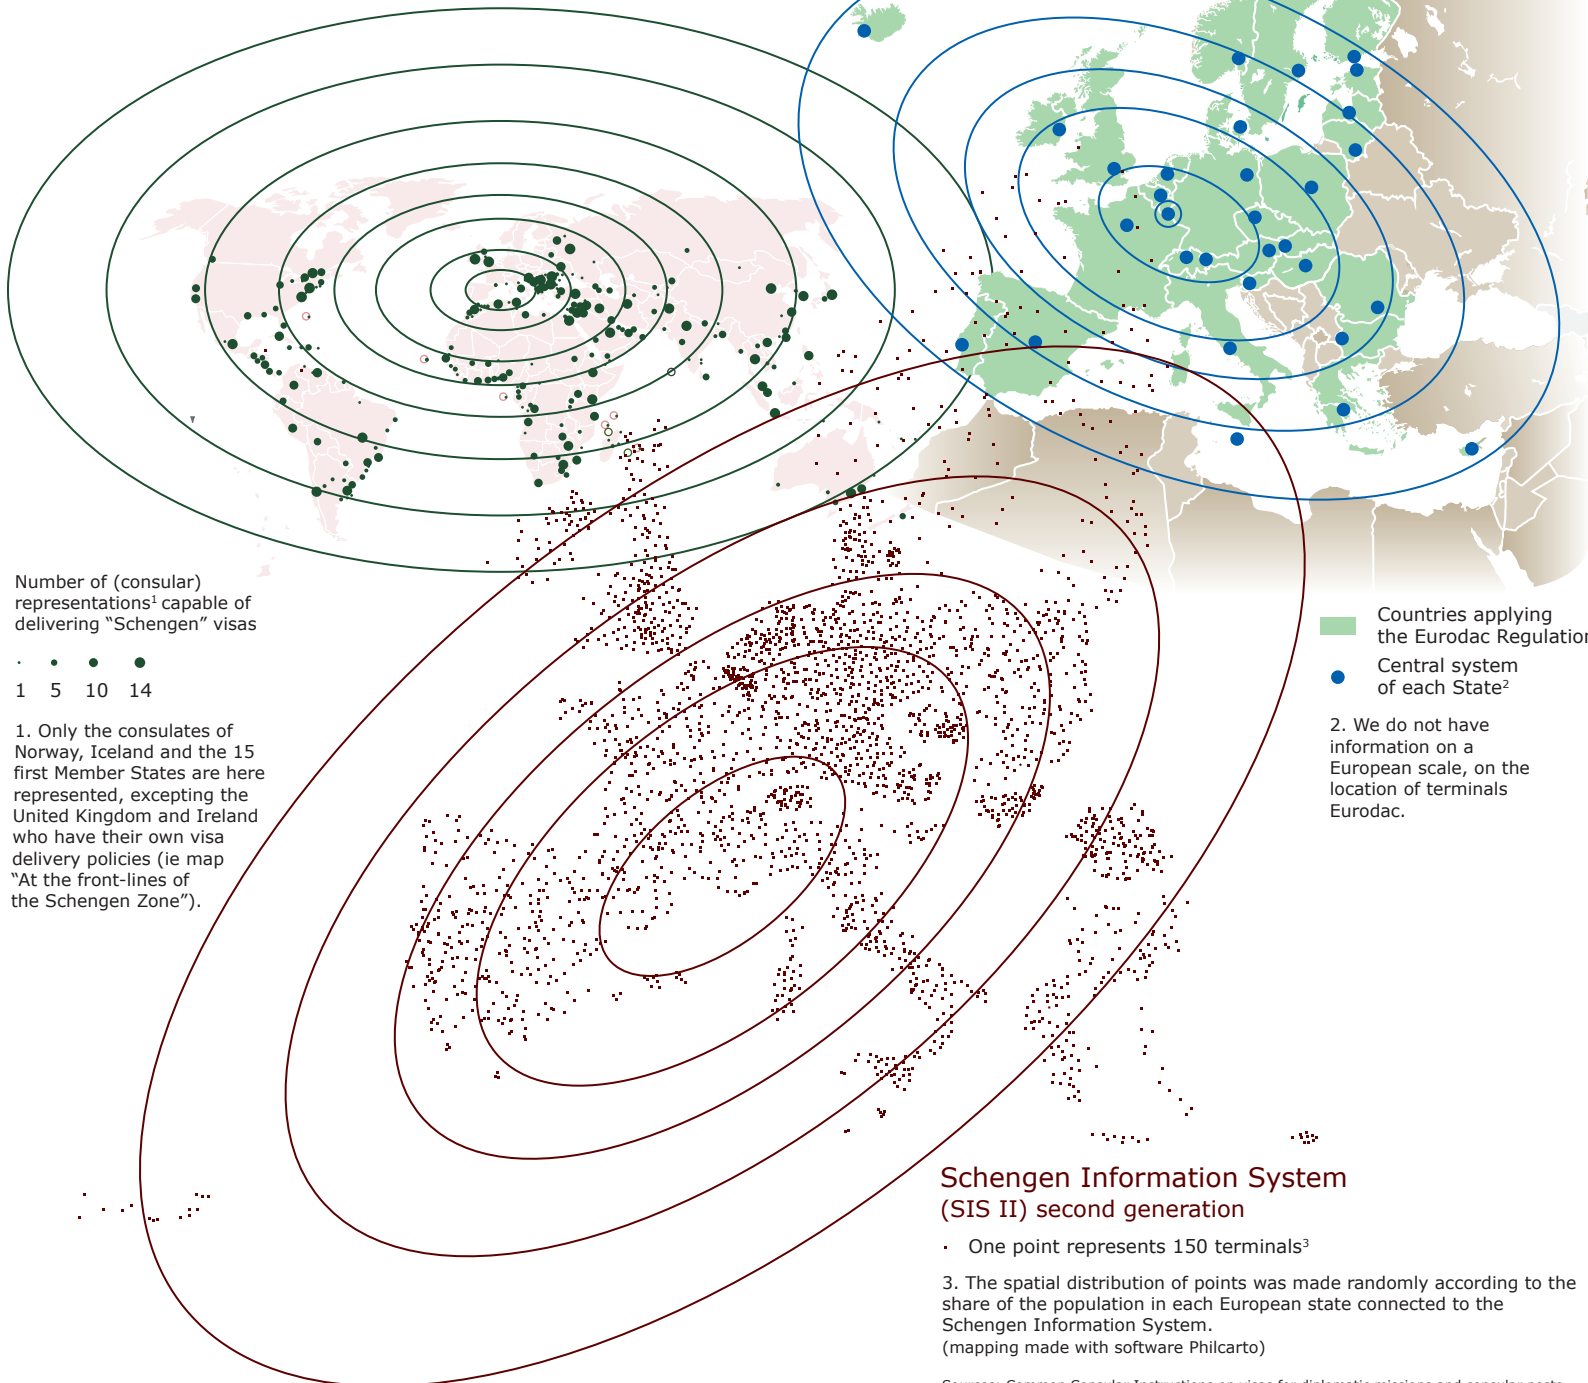 Number of (consular)
representations¹ capable of
delivering “Schengen” visas
1 5 10 14
1. Only the consulates of
Norway, Iceland and the 15
first Member States are here
represented, excepting the
United Kingdom and Ireland
who have their own visa
delivery policies (ie map
“At the front-lines of
the Schengen Zone”).
Countries applying
the Eurodac Regulation
Central system
of each State²
2. We do not have
information on a
European scale, on the
location of terminals
Eurodac.
Schengen Information System
(SIS II) second generation
One point represents 150 terminals³
3. The spatial distribution of points was made randomly according to the
share of the population in each European state connected to the
Schengen Information System.
(mapping made with software Philcarto)